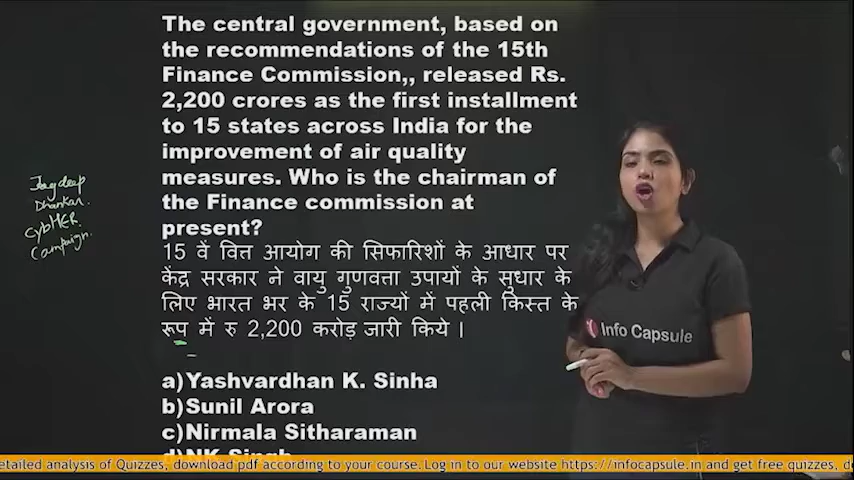 The central government, based on
the recommendations of the 15th
Finance Commission,, released Rs.
2,200 crores as the first installment
to 15 states across India for the
improvement of air quality
measures. Who is the chairman of
the Finance commission at
present?
15 वें वित्त आयोग की सिफारिशों के आधार पर
केंद्र सरकार ने वायु गुणवत्ता उपायों के सुधार के
लिए भारत भर के 15 राज्यों में पहली किस्त के
रूप में रु 2,200 करोड़ जारी किये ।
a)Yashvardhan K. Sinha
b)Sunil Arora
c)Nirmala Sitharaman
d)NK Singh
Jagdeep
Dhankar.
CybHER
Campaign.
Info Capsule
etailed analysis of Quizzes, download pdf according to your course. Log in to our website https://infocapsule.in and get free quizzes, de